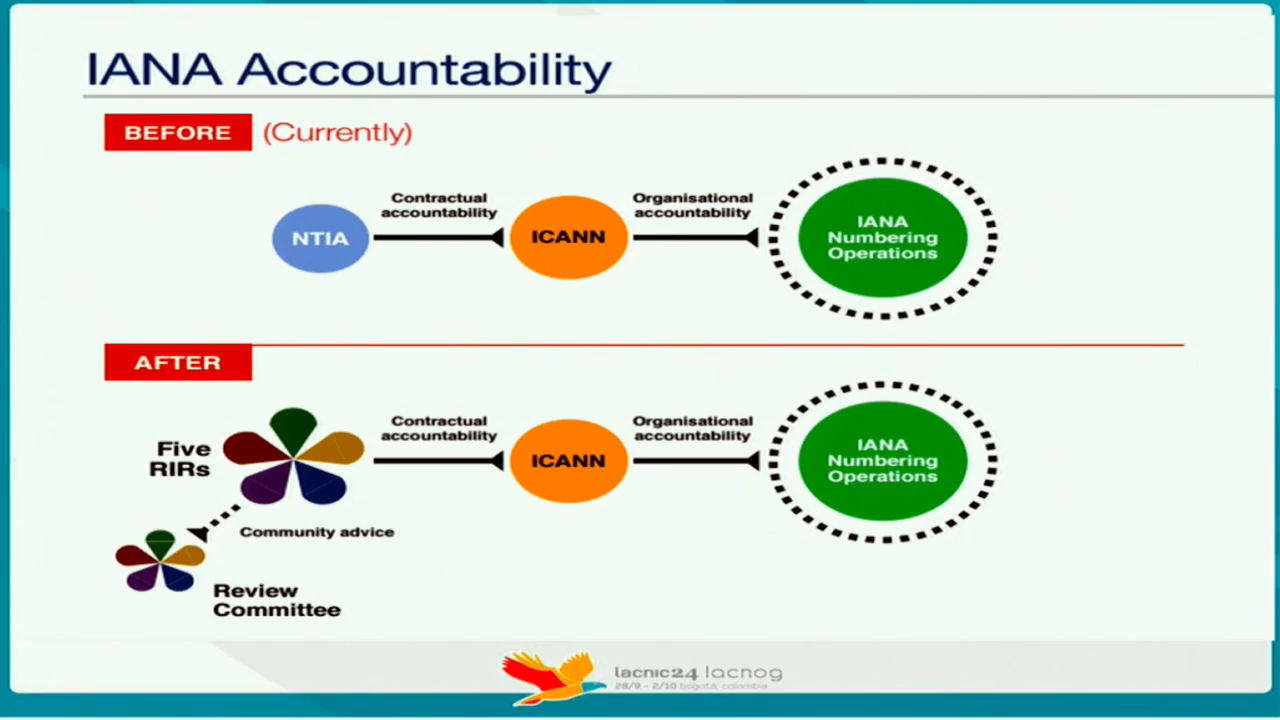 IANA Accountability
BEFORE (Currently)
Contractual
accountability
Organisational
accountability
NTIA
ICANN
IANA
Numbering
Operations
AFTER
Contractual
accountability
Organisational
accountability
Five
RIRs
ICANN
IANA
Numbering
Operations
Community advice
Review
Committee
lacnic24 lacnog
28/9 - 2/10 bogotá, colombia